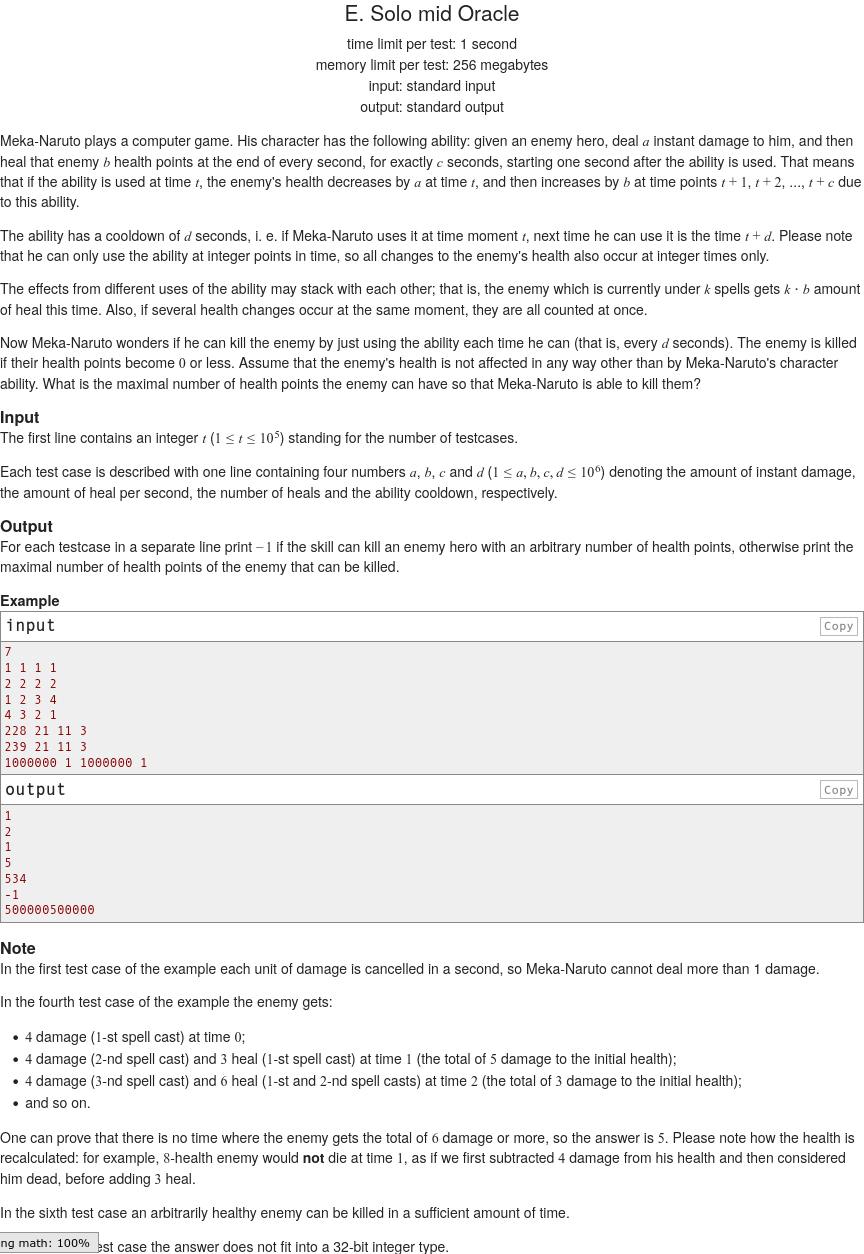 E. Solo mid Oracle
time limit per test: 1 second
memory limit per test: 256 megabytes
input: standard input
output: standard output
Meka-Naruto plays a computer game. His character has the following ability: given an enemy hero, deal a instant damage to him, and then
heal that enemy b health points at the end of every second, for exactly c seconds, starting one second after the ability is used. That means
that if the ability is used at time t, the enemy's health decreases by a at time t, and then increases by b at time points t + 1, t + 2, ..., t + c due
to this ability.
The ability has a cooldown of d seconds, i. e. if Meka-Naruto uses it at time moment t, next time he can use it is the time t + d. Please note
that he can only use the ability at integer points in time, so all changes to the enemy's health also occur at integer times only.
The effects from different uses of the ability may stack with each other; that is, the enemy which is currently under k spells gets k · b amount
of heal this time. Also, if several health changes occur at the same moment, they are all counted at once.
Now Meka-Naruto wonders if he can kill the enemy by just using the ability each time he can (that is, every d seconds). The enemy is killed
if their health points become 0 or less. Assume that the enemy's health is not affected in any way other than by Meka-Naruto's character
ability. What is the maximal number of health points the enemy can have so that Meka-Naruto is able to kill them?
Input
The first line contains an integer t (1 ≤ t ≤ 10⁵) standing for the number of testcases.
Each test case is described with one line containing four numbers a, b, c and d (1 ≤ a, b, c, d ≤ 10⁶) denoting the amount of instant damage,
the amount of heal per second, the number of heals and the ability cooldown, respectively.
Output
For each testcase in a separate line print −1 if the skill can kill an enemy hero with an arbitrary number of health points, otherwise print the
maximal number of health points of the enemy that can be killed.
Example
input
Copy
7
1 1 1 1
2 2 2 2
1 2 3 4
4 3 2 1
228 21 11 3
239 21 11 3
1000000 1 1000000 1
output
Copy
1
2
1
5
534
-1
500000500000
Note
In the first test case of the example each unit of damage is cancelled in a second, so Meka-Naruto cannot deal more than 1 damage.
In the fourth test case of the example the enemy gets:
• 4 damage (1-st spell cast) at time 0;
• 4 damage (2-nd spell cast) and 3 heal (1-st spell cast) at time 1 (the total of 5 damage to the initial health);
• 4 damage (3-nd spell cast) and 6 heal (1-st and 2-nd spell casts) at time 2 (the total of 3 damage to the initial health);
• and so on.
One can prove that there is no time where the enemy gets the total of 6 damage or more, so the answer is 5. Please note how the health is
recalculated: for example, 8-health enemy would not die at time 1, as if we first subtracted 4 damage from his health and then considered
him dead, before adding 3 heal.
In the sixth test case an arbitrarily healthy enemy can be killed in a sufficient amount of time.
ng math: 100%
est case the answer does not fit into a 32-bit integer type.